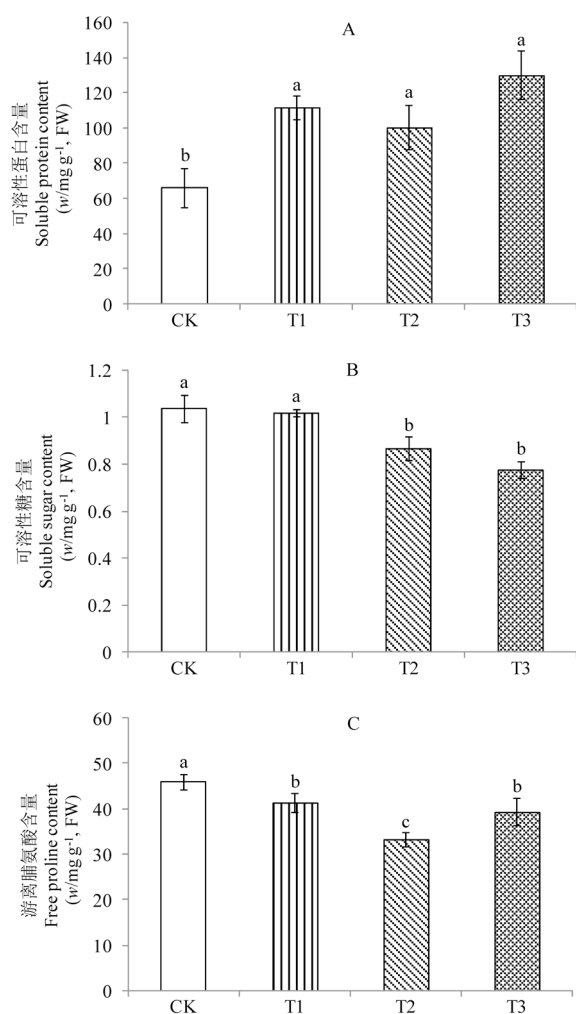 A
可溶性蛋白含量
Soluble protein content
(w/mg g-1, FW)
160
140
120
100
80
60
40
20
0
b
a
a
a
CK
T1
T2
T3
B
可溶性糖含量
Soluble sugar content
(w/mg g-1, FW)
1.2
1
0.8
0.6
0.4
0.2
0
a
a
b
b
CK
T1
T2
T3
C
游离脯氨酸含量
Free proline content
(w/mg g-1, FW)
60
50
40
30
20
10
0
a
b
c
b
CK
T1
T2
T3